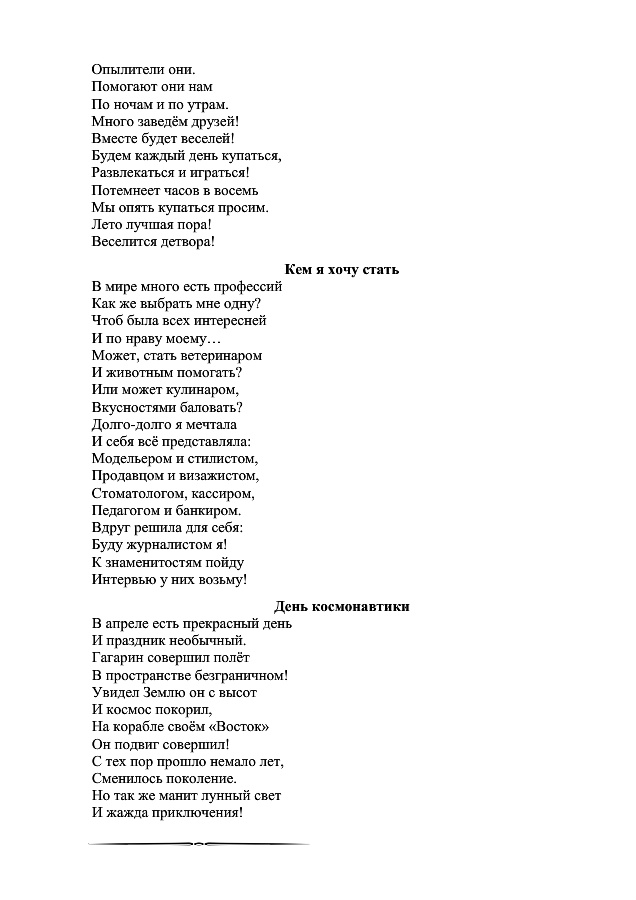 Опылители они.
Помогают они нам
По ночам и по утрам.
Много заведём друзей!
Вместе будет веселей!
Будем каждый день купаться,
Развлекаться и играться!
Потемнеет часов в восемь
Мы опять купаться просим.
Лето лучшая пора!
Веселится детвора!
Кем я хочу стать
В мире много есть профессий
Как же выбрать мне одну?
Чтоб была всех интересней
И по нраву моему…
Может, стать ветеринаром
И животным помогать?
Или может кулинаром,
Вкусностями баловать?
Долго-долго я мечтала
И себя всё представляла:
Модельером и стилистом,
Продавцом и визажистом,
Стоматологом, кассиром,
Педагогом и банкиром.
Вдруг решила для себя:
Буду журналистом я!
К знаменитостям пойду
Интервью у них возьму!
День космонавтики
В апреле есть прекрасный день
И праздник необычный.
Гагарин совершил полёт
В пространстве безграничном!
Увидел Землю он с высот
И космос покорил,
На корабле своём «Восток»
Он подвиг совершил!
С тех пор прошло немало лет,
Сменилось поколение.
Но так же манит лунный свет
И жажда приключения!